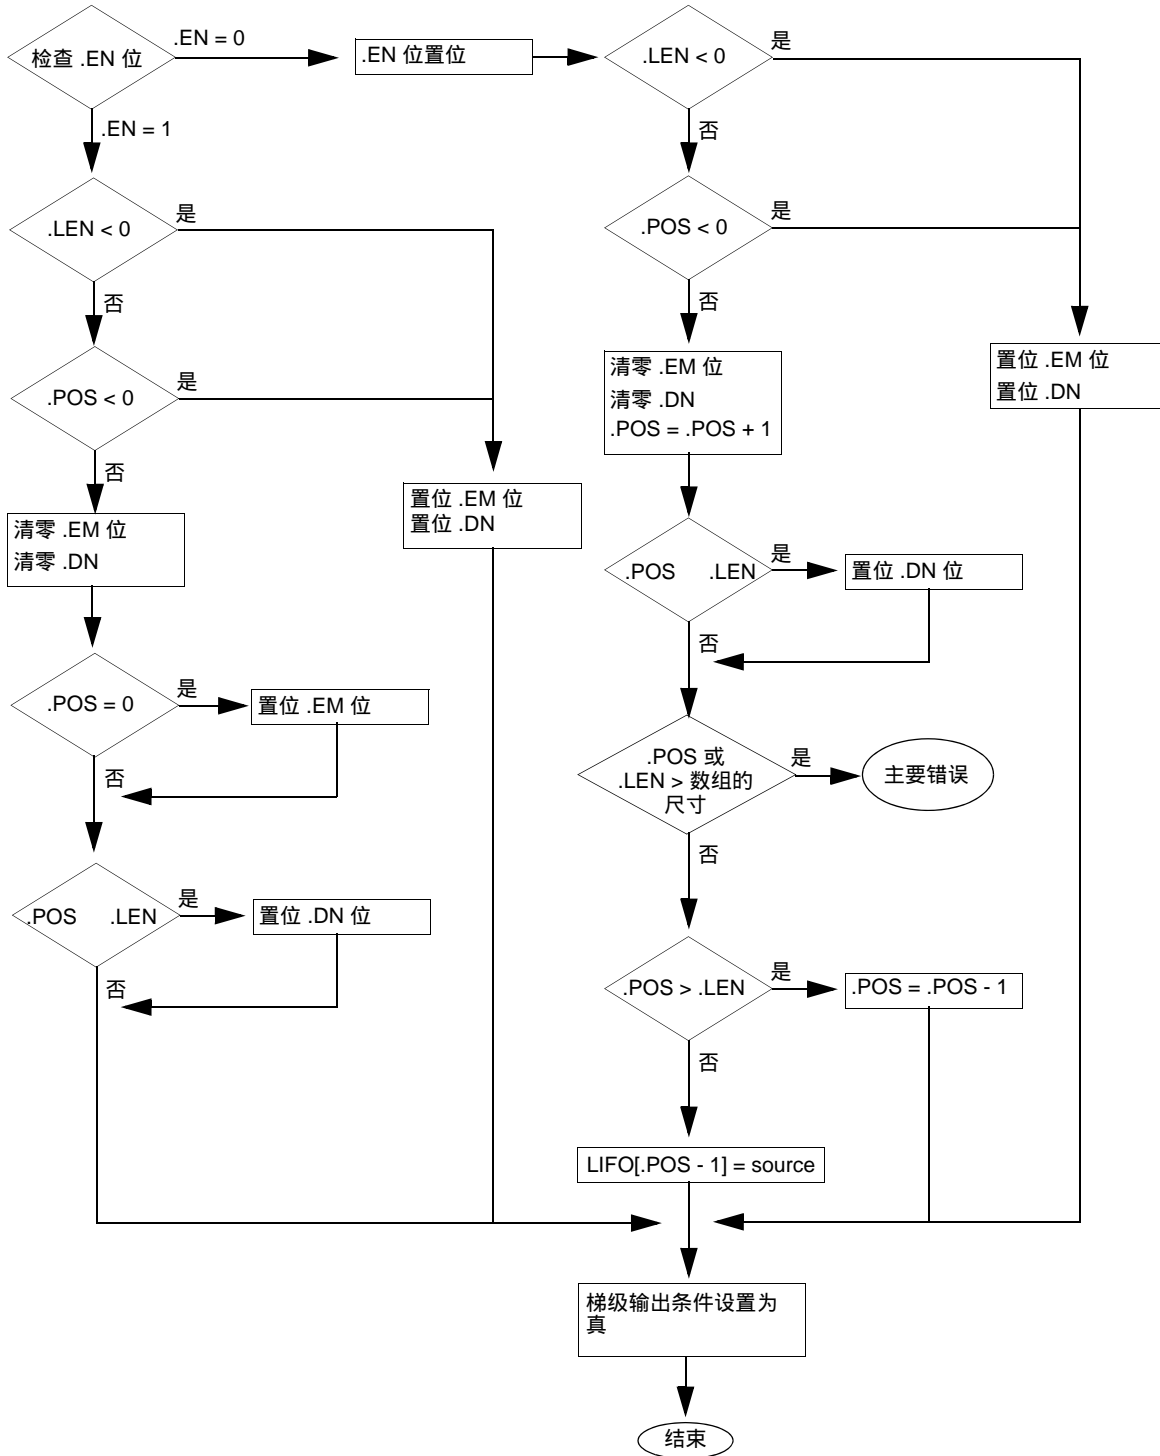 检查 .EN 位
.EN = 0
.EN 位置位
.LEN < 0
是
.EN = 1
否
.LEN < 0
是
.POS < 0
是
否
否
清零 .EM 位
清零 .DN
.POS = .POS + 1
置位 .EM 位
置位 .DN
.POS < 0
是
否
置位 .EM 位
置位 .DN
清零 .EM 位
清零 .DN
.POS .LEN
是
置位 .DN 位
否
.POS = 0
是
置位 .EM 位
否
.POS 或
.LEN > 数组的
尺寸
是
主要错误
否
.POS .LEN
是
置位 .DN 位
否
.POS > .LEN
是
.POS = .POS - 1
否
LIFO[.POS - 1] = source
梯级输出条件设置为
真
结束